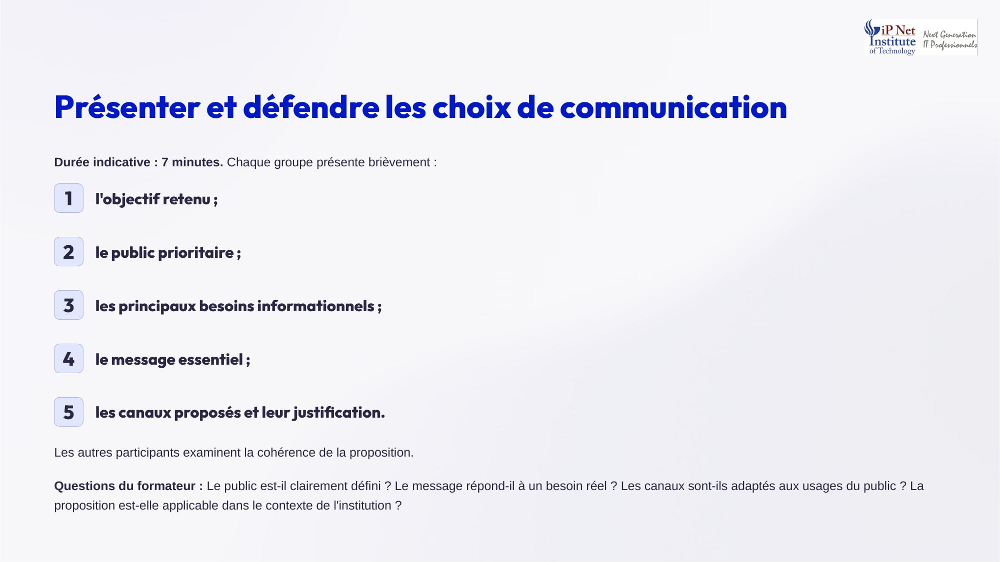 iP Net
Institute
of Technology
Next Generation
IT Professionnels
Présenter et défendre les choix de communication
Durée indicative : 7 minutes. Chaque groupe présente brièvement :
1 l'objectif retenu ;
2 le public prioritaire ;
3 les principaux besoins informationnels ;
4 le message essentiel ;
5 les canaux proposés et leur justification.
Les autres participants examinent la cohérence de la proposition.
Questions du formateur : Le public est-il clairement défini ? Le message répond-il à un besoin réel ? Les canaux sont-ils adaptés aux usages du public ? La
proposition est-elle applicable dans le contexte de l'institution ?